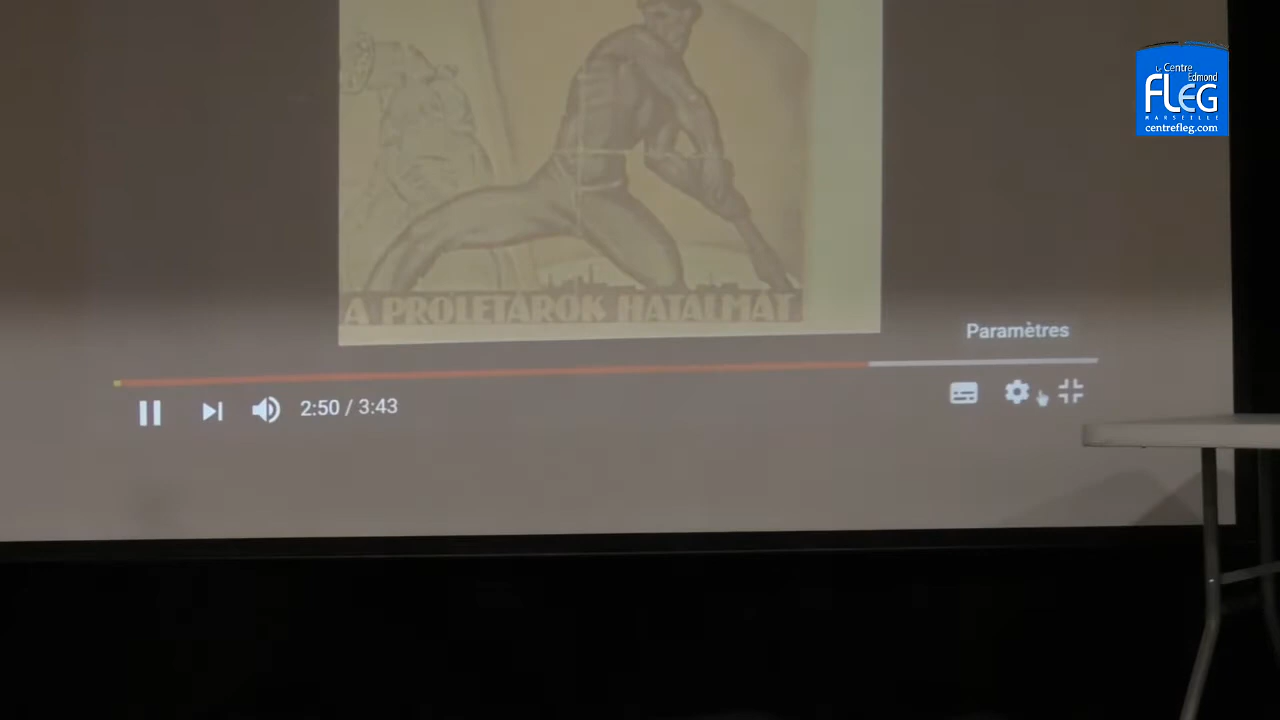 Le Centre
Edmond
FLEG
MARSEILLE
centrefleg.com
A PROLETÁROK HATALMÁT
Paramètres
2:50 / 3:43